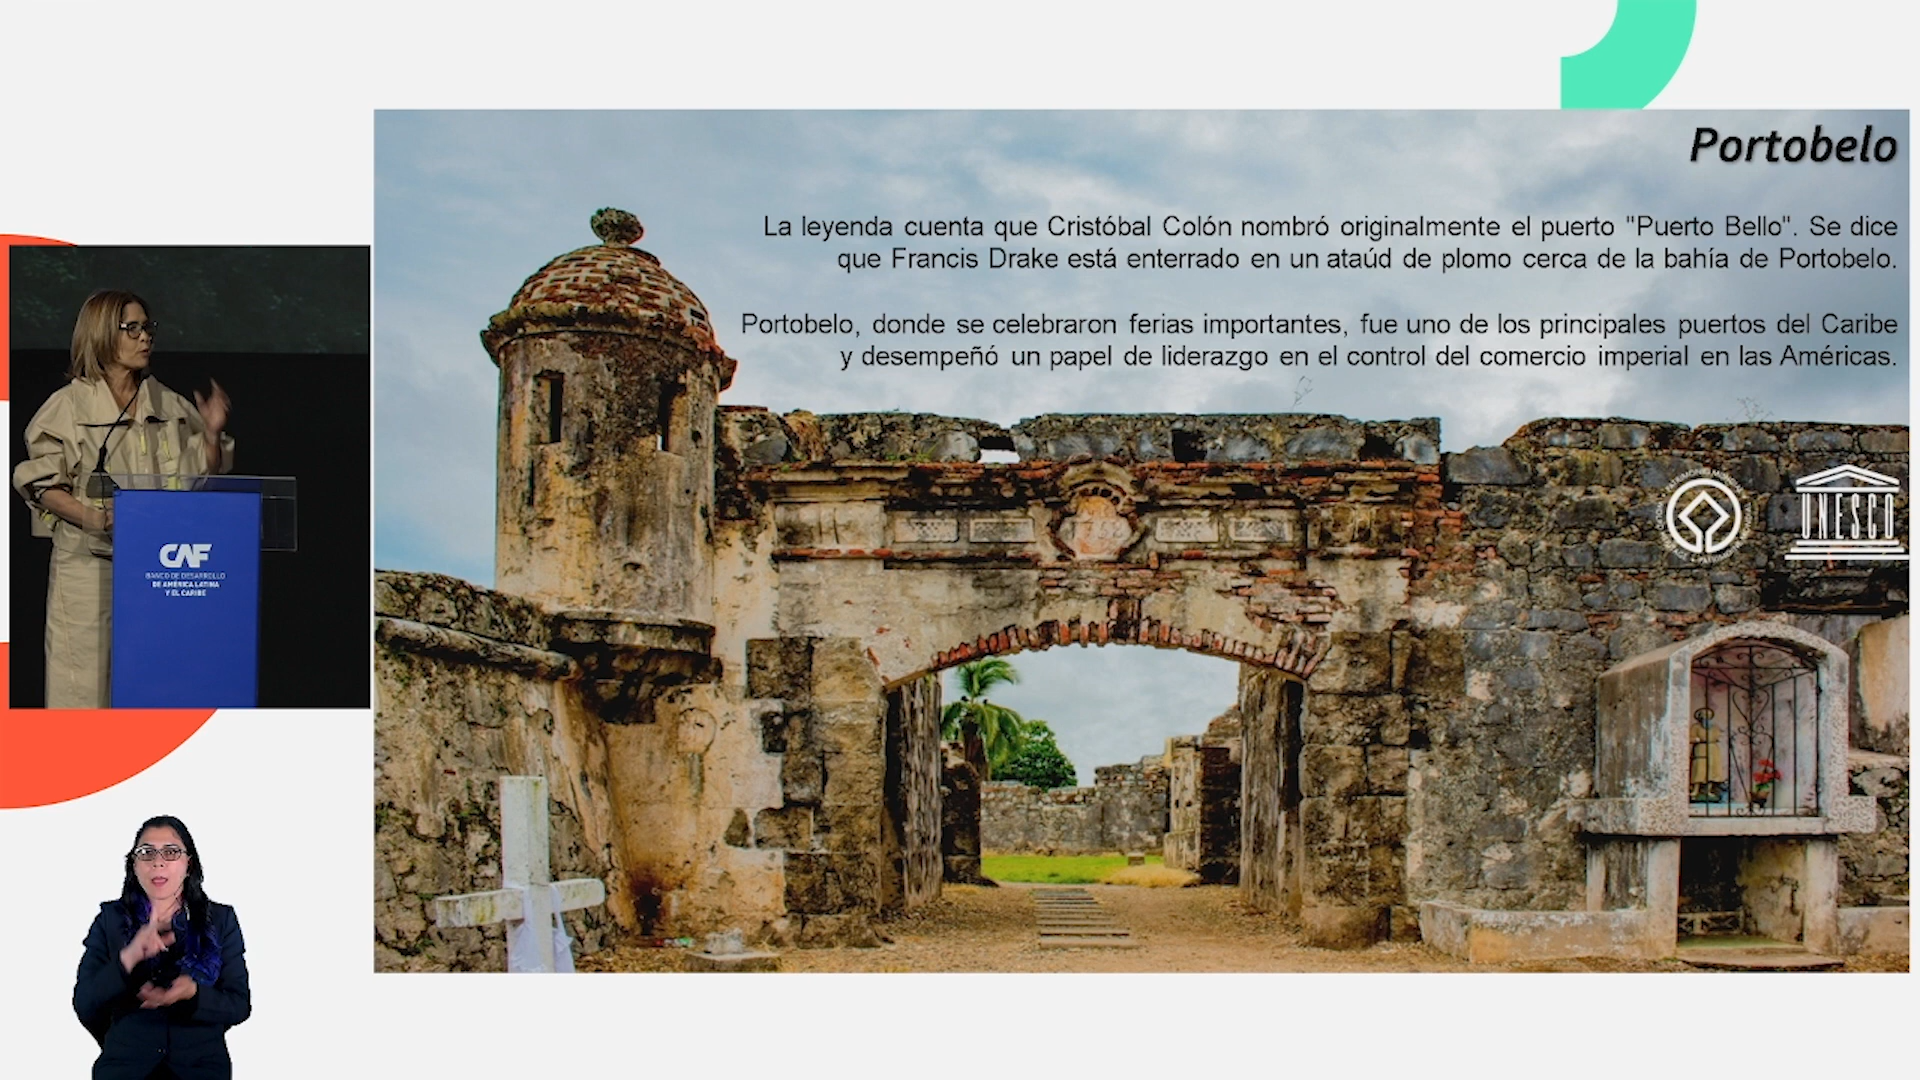 Portobelo
La leyenda cuenta que Cristóbal Colón nombró originalmente el puerto "Puerto Bello". Se dice
que Francis Drake está enterrado en un ataúd de plomo cerca de la bahía de Portobelo.
Portobelo, donde se celebraron ferias importantes, fue uno de los principales puertos del Caribe
y desempeñó un papel de liderazgo en el control del comercio imperial en las Américas.
UNESCO
CAF
BANCO DE DESARROLLO
DE AMÉRICA LATINA
Y EL CARIBE